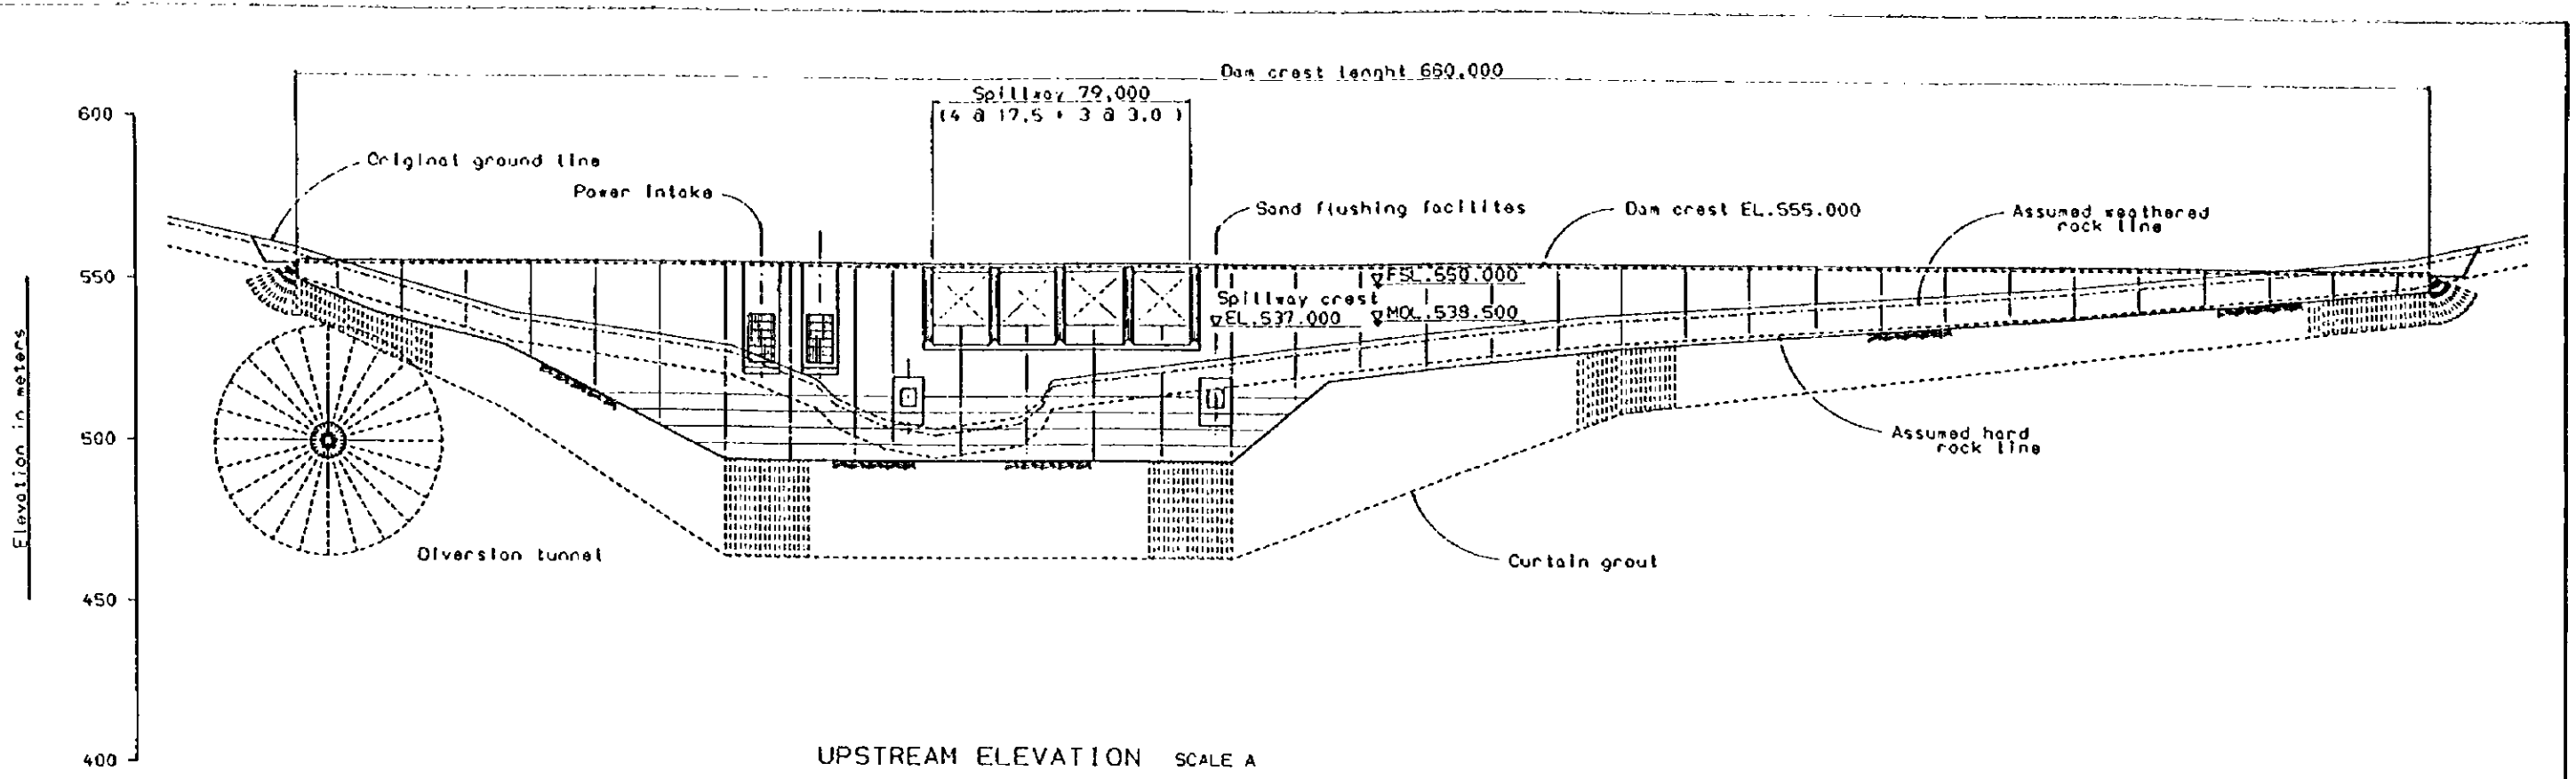 Dam crest lenght 660.000
Spillway 79,000
(4 @ 17.5 + 3 @ 3.0 )
600
Original ground line
Power Intake
Sand flushing facilites
Dam crest EL.555.000
Assumed weathered
rock line
550
FSL.550.000
Spillway crest
EL.537.000
MOL.538.500
Elevation in meters
500
Assumed hard
rock line
Diversion tunnel
Curtain grout
450
400
UPSTREAM ELEVATION SCALE A